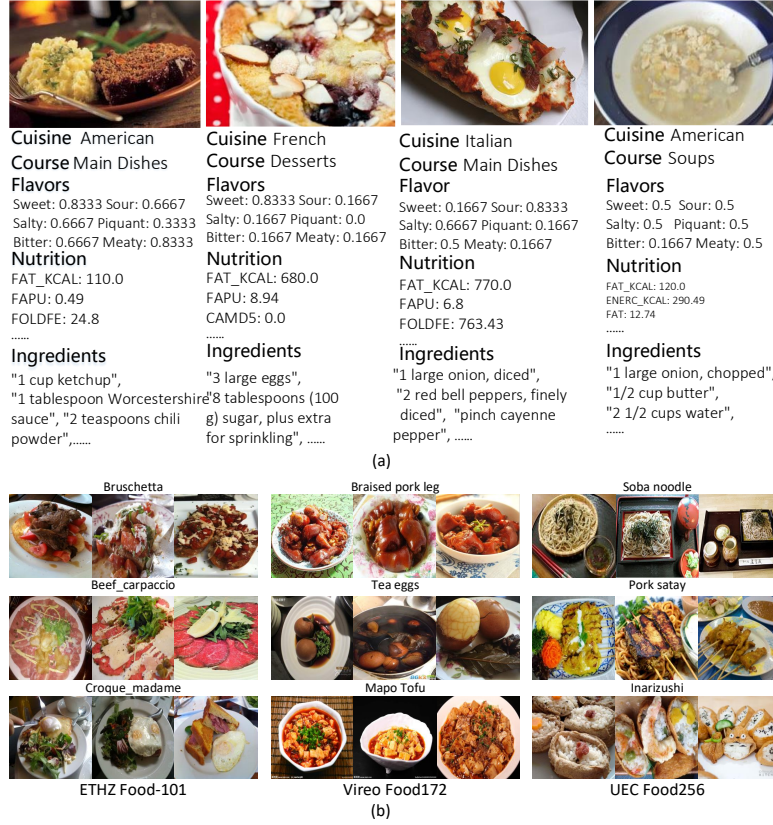 Cuisine American
Course Main Dishes
Flavors
Sweet: 0.8333 Sour: 0.6667
Salty: 0.6667 Piquant: 0.3333
Bitter: 0.6667 Meaty: 0.8333
Nutrition
FAT_KCAL: 110.0
FAPU: 0.49
FOLDFE: 24.8
......
Ingredients
"1 cup ketchup",
"1 tablespoon Worcestershire
sauce", "2 teaspoons chili
powder",......
Cuisine French
Course Desserts
Flavors
Sweet: 0.8333 Sour: 0.1667
Salty: 0.1667 Piquant: 0.0
Bitter: 0.1667 Meaty: 0.1667
Nutrition
FAT_KCAL: 680.0
FAPU: 8.94
CAMD5: 0.0
......
Ingredients
"3 large eggs",
"8 tablespoons (100
g) sugar, plus extra
for sprinkling", ......
Cuisine Italian
Course Main Dishes
Flavor
Sweet: 0.1667 Sour: 0.8333
Salty: 0.6667 Piquant: 0.1667
Bitter: 0.5 Meaty: 0.1667
Nutrition
FAT_KCAL: 770.0
FAPU: 6.8
FOLDFE: 763.43
......
Ingredients
"1 large onion, diced",
"2 red bell peppers, finely
diced", "pinch cayenne
pepper", ......
Cuisine American
Course Soups
Flavors
Sweet: 0.5 Sour: 0.5
Salty: 0.5 Piquant: 0.5
Bitter: 0.1667 Meaty: 0.5
Nutrition
FAT_KCAL: 120.0
ENERC_KCAL: 290.49
FAT: 12.74
......
Ingredients
"1 large onion, chopped",
"1/2 cup butter",
"2 1/2 cups water",
......
(a)
Bruschetta
Braised pork leg
Soba noodle
Beef_carpaccio
Tea eggs
Pork satay
Croque_madame
Mapo Tofu
Inarizushi
ETHZ Food-101
Vireo Food172
UEC Food256
(b)